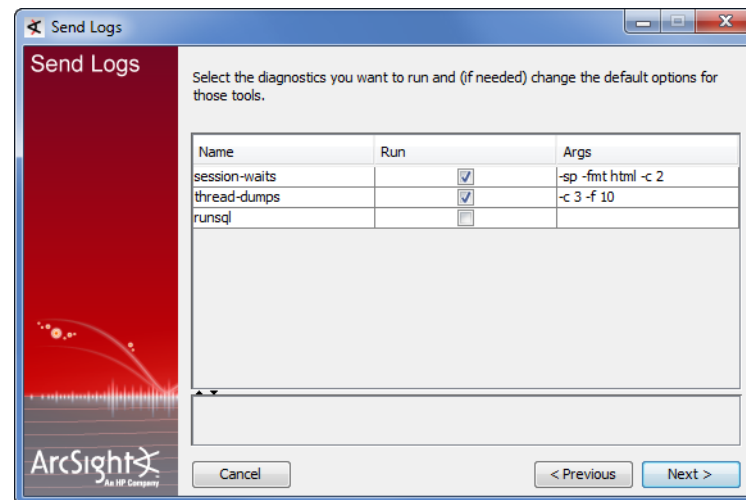 Send Logs
Send Logs
Select the diagnostics you want to run and (if needed) change the default options for
those tools.
Name Run Args
session-waits -sp -fmt html -c 2
thread-dumps -c 3 -f 10
runsql
ArcSight
An HP Company
Cancel < Previous Next >